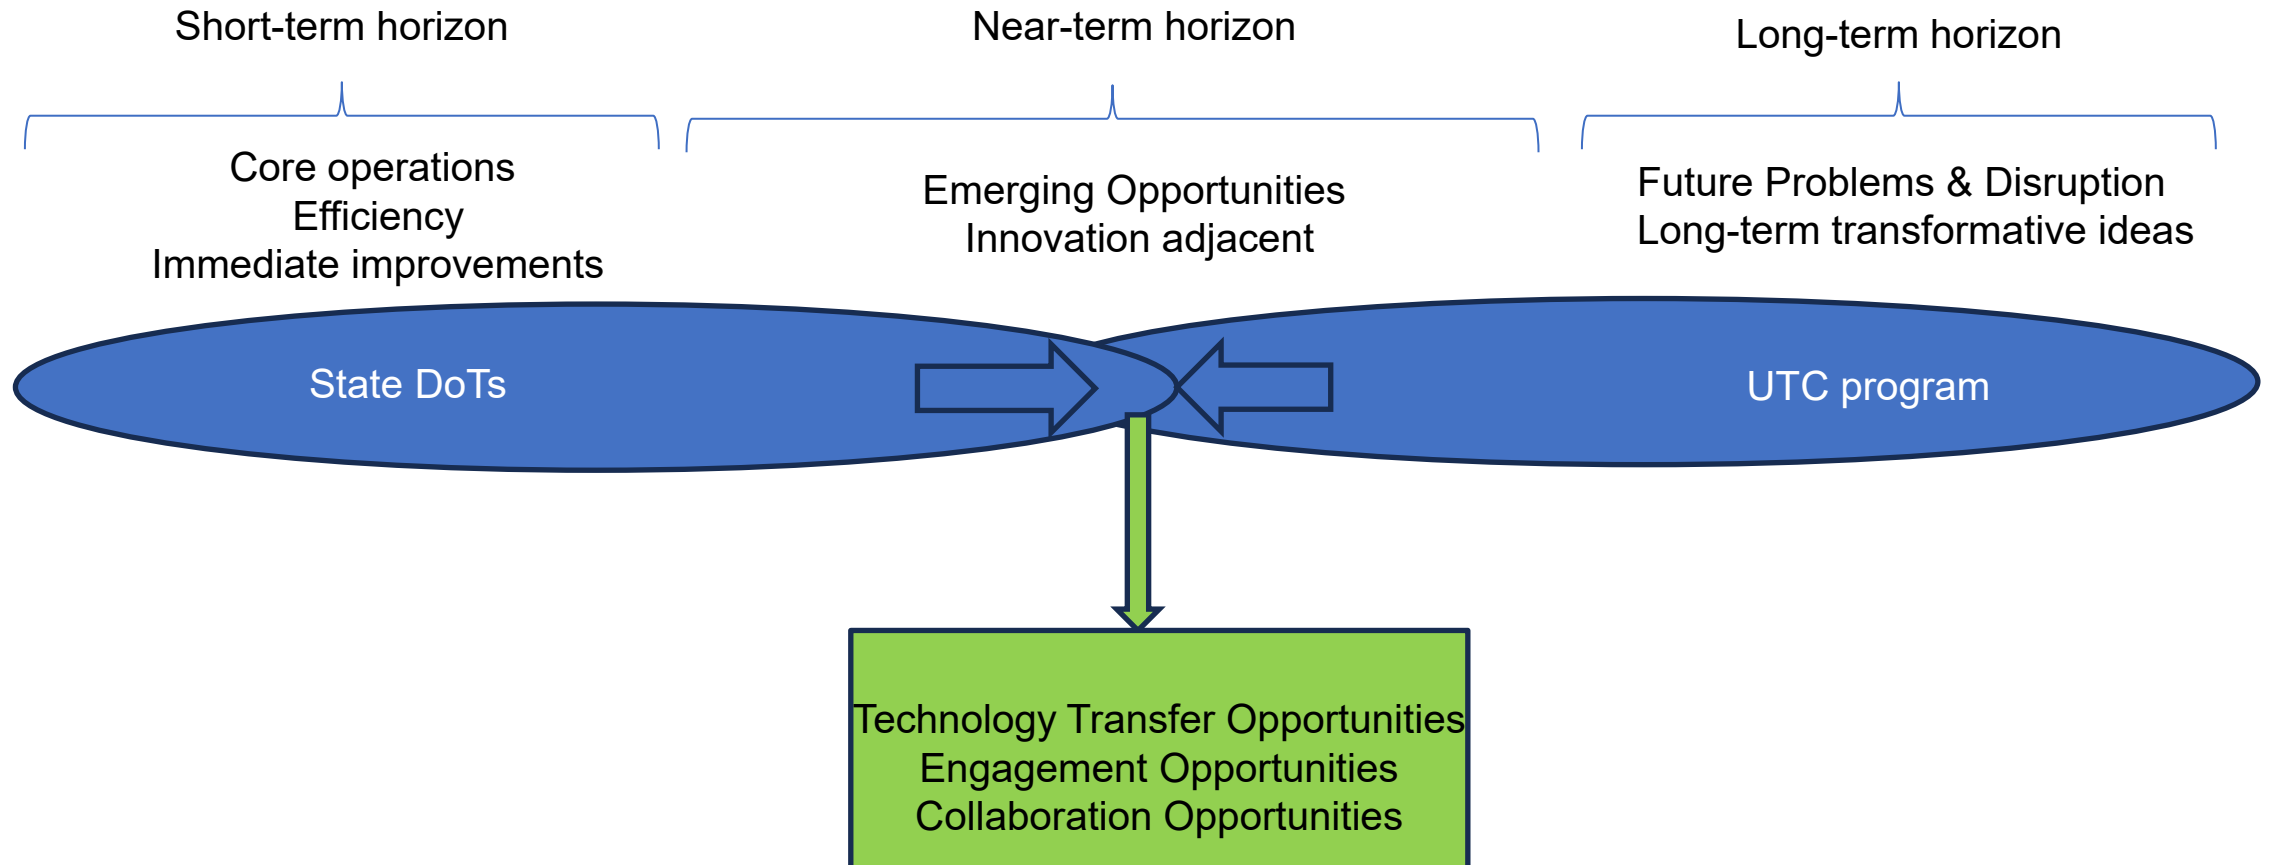 Short-term horizon
Near-term horizon
Long-term horizon
Core operations
Efficiency
Immediate improvements
Emerging Opportunities
Innovation adjacent
Future Problems & Disruption
Long-term transformative ideas
State DoTs
UTC program
Technology Transfer Opportunities
Engagement Opportunities
Collaboration Opportunities